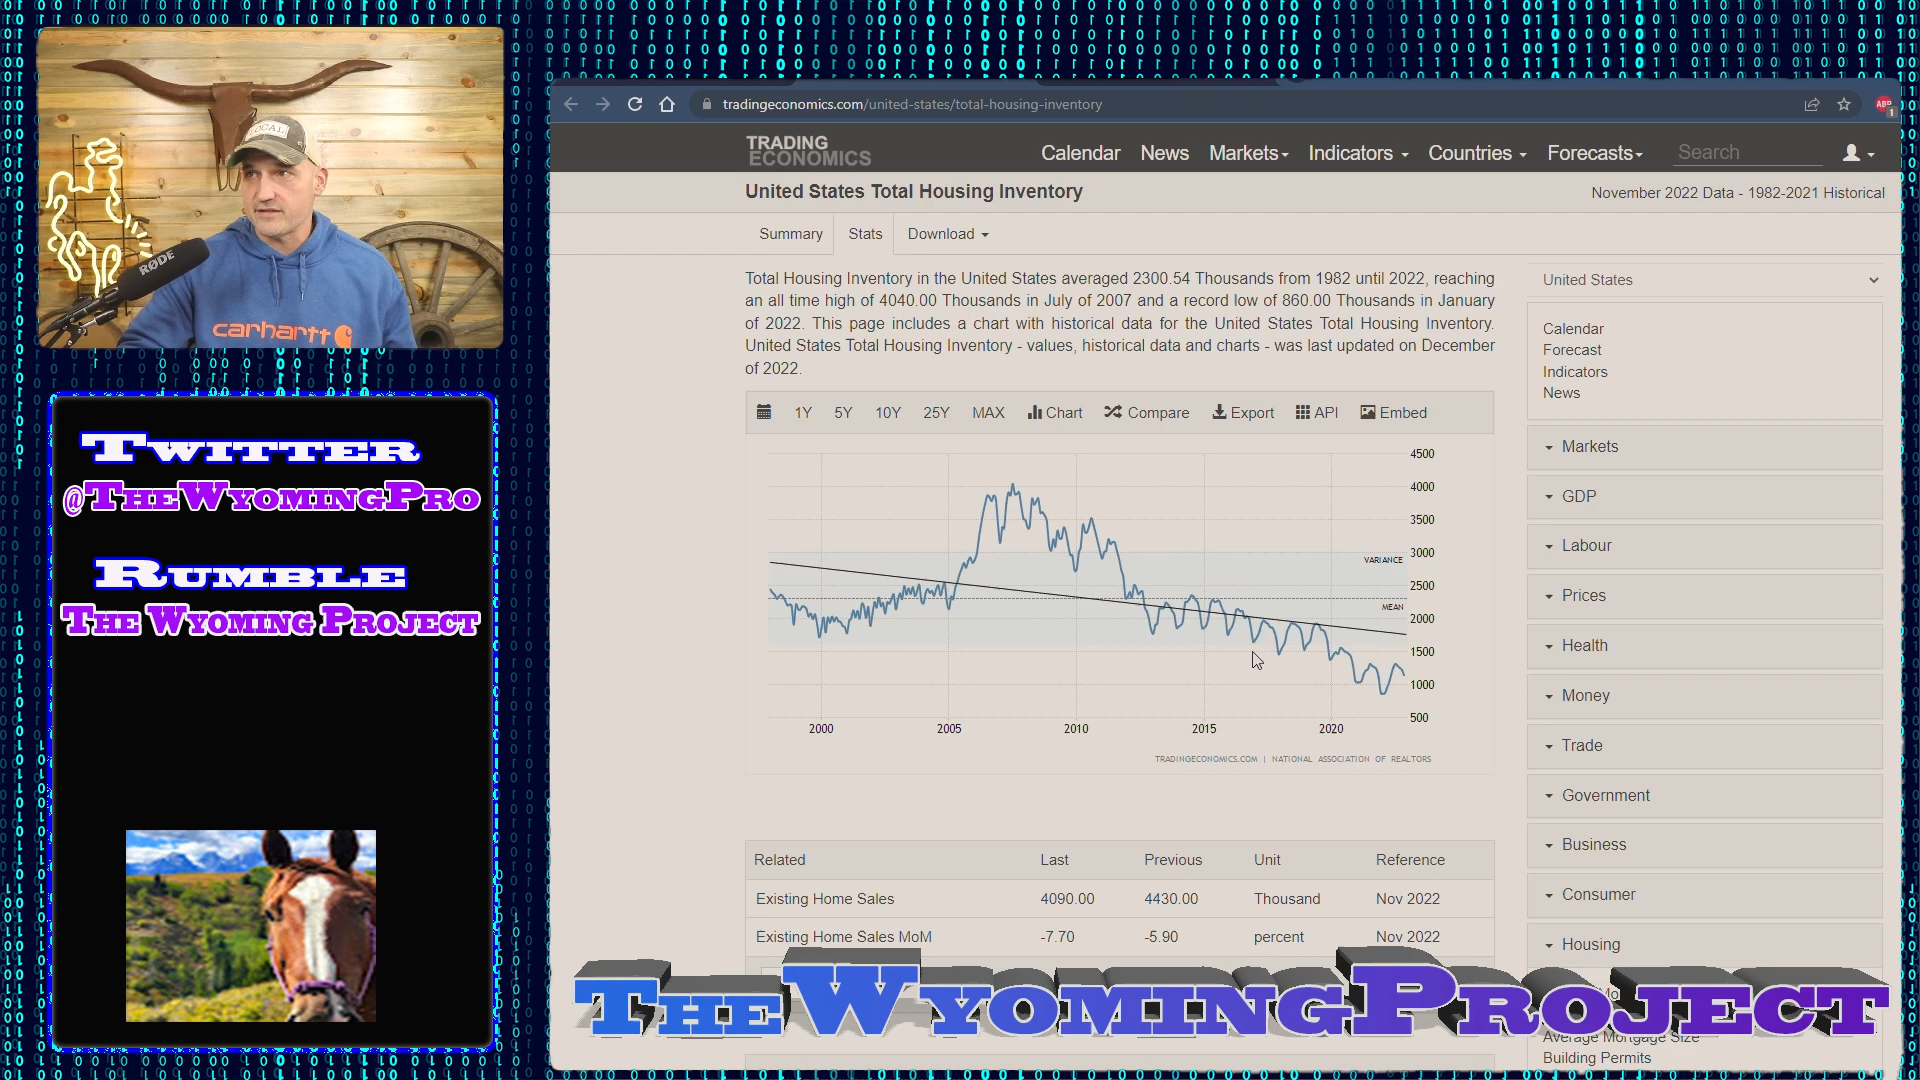 LOCAL
RØDE
carhartt
Twitter
@TheWyomingPro
Rumble
The Wyoming Project
tradingeconomics.com/united-states/total-housing-inventory
ABP
1
TRADING
ECONOMICS
Calendar News Markets Indicators Countries Forecasts Search
United States Total Housing Inventory
November 2022 Data - 1982-2021 Historical
Summary Stats Download
Total Housing Inventory in the United States averaged 2300.54 Thousands from 1982 until 2022, reaching
an all time high of 4040.00 Thousands in July of 2007 and a record low of 860.00 Thousands in January
of 2022. This page includes a chart with historical data for the United States Total Housing Inventory.
United States Total Housing Inventory - values, historical data and charts - was last updated on December
of 2022.
1Y 5Y 10Y 25Y MAX Chart Compare Export API Embed
4500
4000
3500
3000
2500
2000
1500
1000
500
VARIANCE
MEAN
2000 2005 2010 2015 2020
TRADINGECONOMICS.COM | NATIONAL ASSOCIATION OF REALTORS
Related Last Previous Unit Reference
Existing Home Sales 4090.00 4430.00 Thousand Nov 2022
Existing Home Sales MoM -7.70 -5.90 percent Nov 2022
United States
Calendar
Forecast
Indicators
News
Markets
GDP
Labour
Prices
Health
Money
Trade
Government
Business
Consumer
Housing
Average Mortgage Size
Building Permits
TheWyomingProject